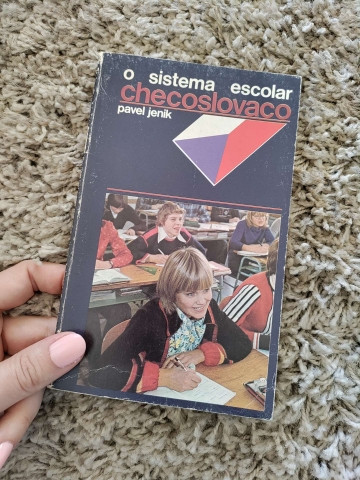 o sistema escolar
checoslovaco
pavel jeník